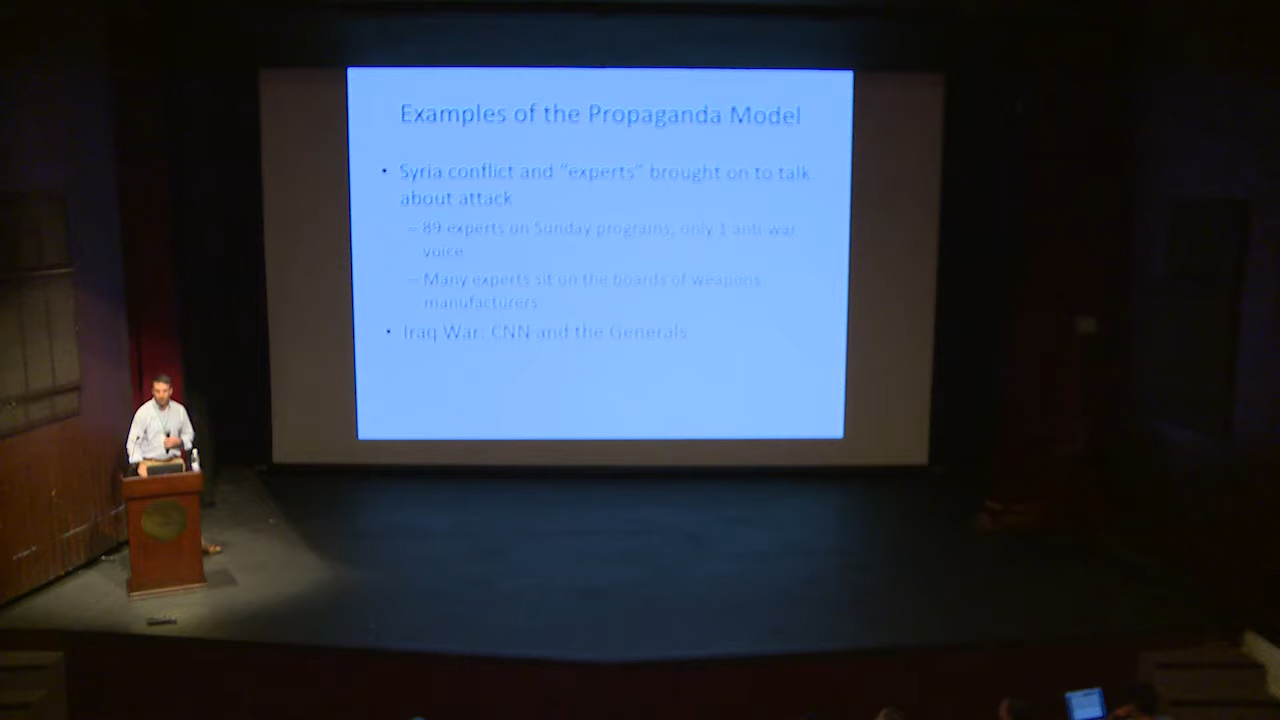 Examples of the Propaganda Model
• Syria conflict and "experts" brought on to talk
about attack
– 89 experts on Sunday programs, only 1 anti-war
voice
– Many experts sit on the boards of weapons
manufacturers
• Iraq War: CNN and the Generals